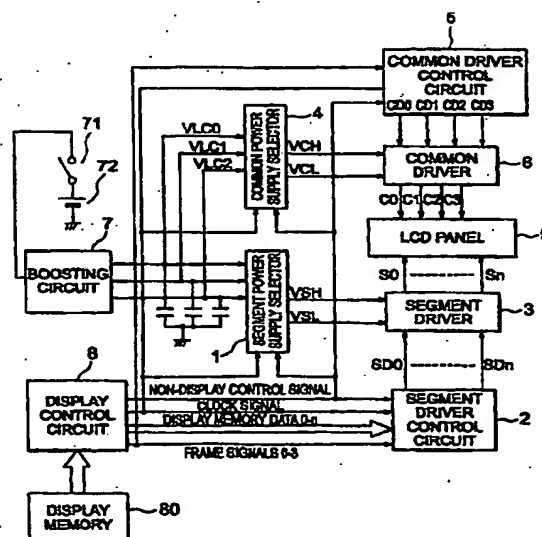 5
COMMON DRIVER
CONTROL
CIRCUIT
CD0 CD1 CD2 CD3
4
71
VLC0
VLC1
VLC2
COMMON POWER
SUPPLY SELECTOR
VCH
VCL
COMMON
DRIVER
6
72
C0 C1 C2 C3
7
LCD PANEL
BOOSTING
CIRCUIT
S0 Sn
SEGMENT POWER
SUPPLY SELECTOR
VSH
VSL
SEGMENT
DRIVER
3
1
SD0 SDn
8
NON-DISPLAY CONTROL SIGNAL
CLOCK SIGNAL
DISPLAY MEMORY DATA 0-n
FRAME SIGNALS 0-3
DISPLAY
CONTROL
CIRCUIT
SEGMENT
DRIVER
CONTROL
CIRCUIT
2
DISPLAY
MEMORY
80